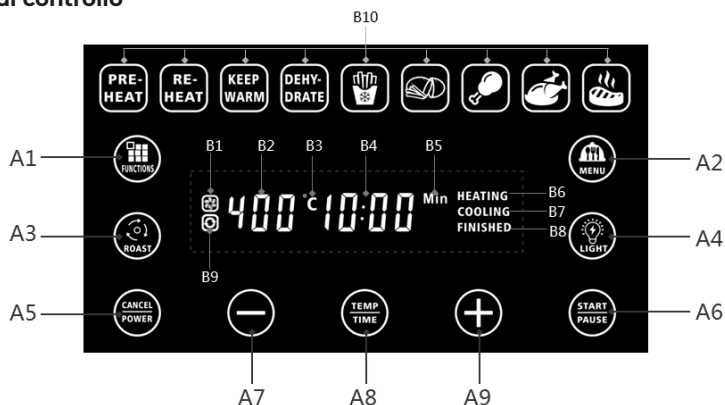 di controllo
B10
PRE-
HEAT
RE-
HEAT
KEEP
WARM
DEHY-
DRATE
A1
FUNCTIONS
B1
B2
B3
B4
B5
MENU
A2
400 °C 10:00 Min
HEATING
B6
COOLING
B7
FINISHED
B8
A3
ROAST
B9
LIGHT
A4
A5
CANCEL
POWER
TEMP
TIME
START
PAUSE
A6
A7
A8
A9